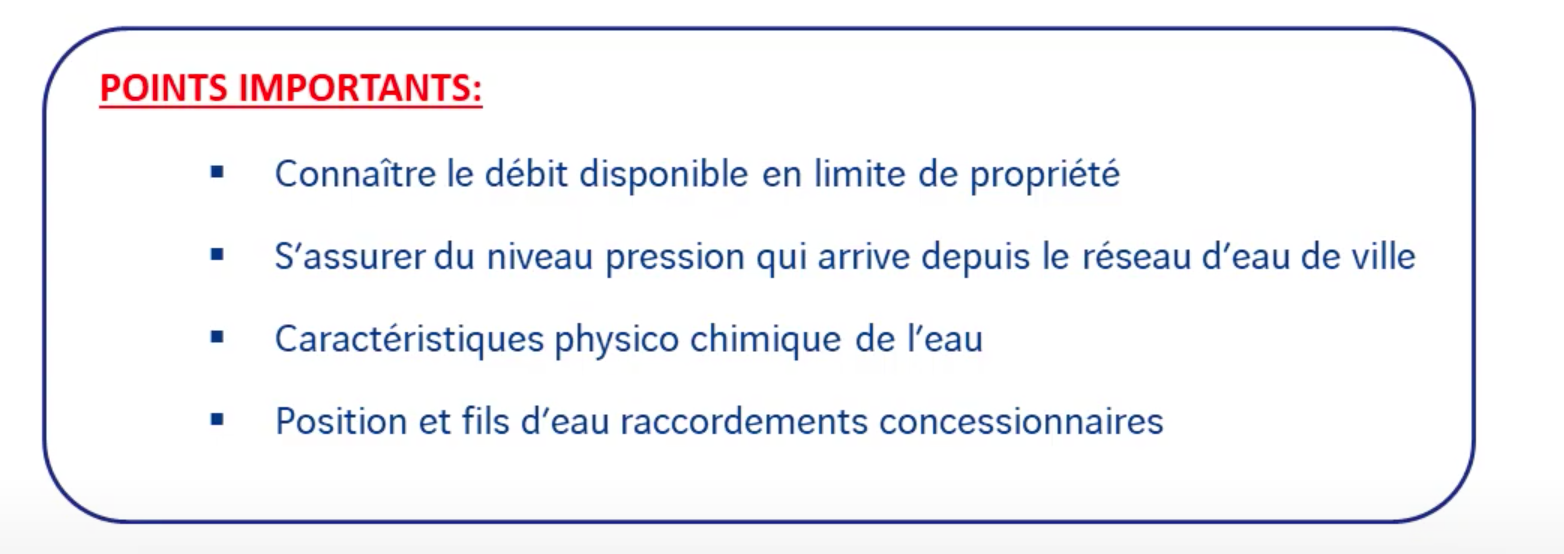 POINTS IMPORTANTS:
▪ Connaître le débit disponible en limite de propriété
▪ S’assurer du niveau pression qui arrive depuis le réseau d’eau de ville
▪ Caractéristiques physico chimique de l’eau
▪ Position et fils d’eau raccordements concessionnaires